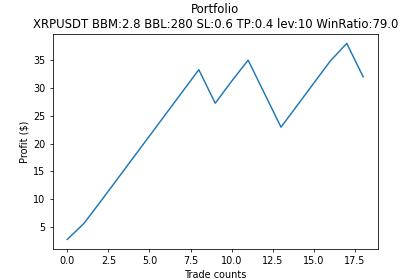 Portfolio
XRPUSDT BBM:2.8 BBL:280 SL:0.6 TP:0.4 lev:10 WinRatio:79.0
35
30
25
20
15
10
5
Profit ($)
0.0 2.5 5.0 7.5 10.0 12.5 15.0 17.5
Trade counts